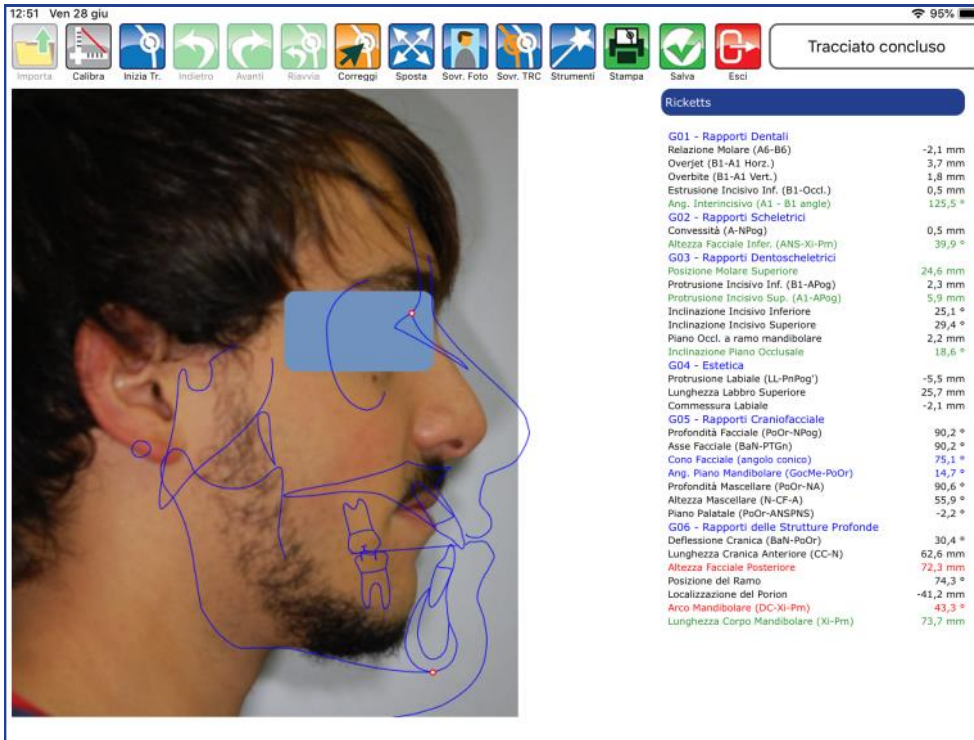 12:51 Ven 28 giu 95%
Importa Calibra Inizia Tr. Indietro Avanti Riavvia Correggi Sposta Sovr. Foto Sovr. TRC Strumenti Stampa Salva Esci
Tracciato concluso
Ricketts
G01 - Rapporti Dentali
Relazione Molare (A6-B6) -2,1 mm
Overjet (B1-A1 Horz.) 3,7 mm
Overbite (B1-A1 Vert.) 1,8 mm
Estrusione Incisivo Inf. (B1-Occl.) 0,5 mm
Ang. Interincisivo (A1 - B1 angle) 125,5 °
G02 - Rapporti Scheletrici
Convessità (A-NPog) 0,5 mm
Altezza Facciale Infer. (ANS-Xi-Pm) 39,9 °
G03 - Rapporti Dentoscheletrici
Posizione Molare Superiore 24,6 mm
Protrusione Incisivo Inf. (B1-APog) 2,3 mm
Protrusione Incisivo Sup. (A1-APog) 5,9 mm
Inclinazione Incisivo Inferiore 25,1 °
Inclinazione Incisivo Superiore 29,4 °
Piano Occl. a ramo mandibolare 2,2 mm
Inclinazione Piano Occlusale 18,6 °
G04 - Estetica
Protrusione Labiale (LL-PnPog') -5,5 mm
Lunghezza Labbro Superiore 25,7 mm
Commessura Labiale -2,1 mm
G05 - Rapporti Craniofacciale
Profondità Facciale (PoOr-NPog) 90,2 °
Asse Facciale (BaN-PTGn) 90,2 °
Cono Facciale (angolo conico) 75,1 °
Ang. Piano Mandibolare (GocMe-PoOr) 14,7 °
Profondità Mascellare (PoOr-NA) 90,6 °
Altezza Mascellare (N-CF-A) 55,9 °
Piano Palatale (PoOr-ANSPNS) -2,2 °
G06 - Rapporti delle Strutture Profonde
Deflessione Cranica (BaN-PoOr) 30,4 °
Lunghezza Cranica Anteriore (CC-N) 62,6 mm
Altezza Facciale Posteriore 72,3 mm
Posizione del Ramo 74,3 °
Localizzazione del Porion -41,2 mm
Arco Mandibolare (DC-Xi-Pm) 43,3 °
Lunghezza Corpo Mandibolare (Xi-Pm) 73,7 mm